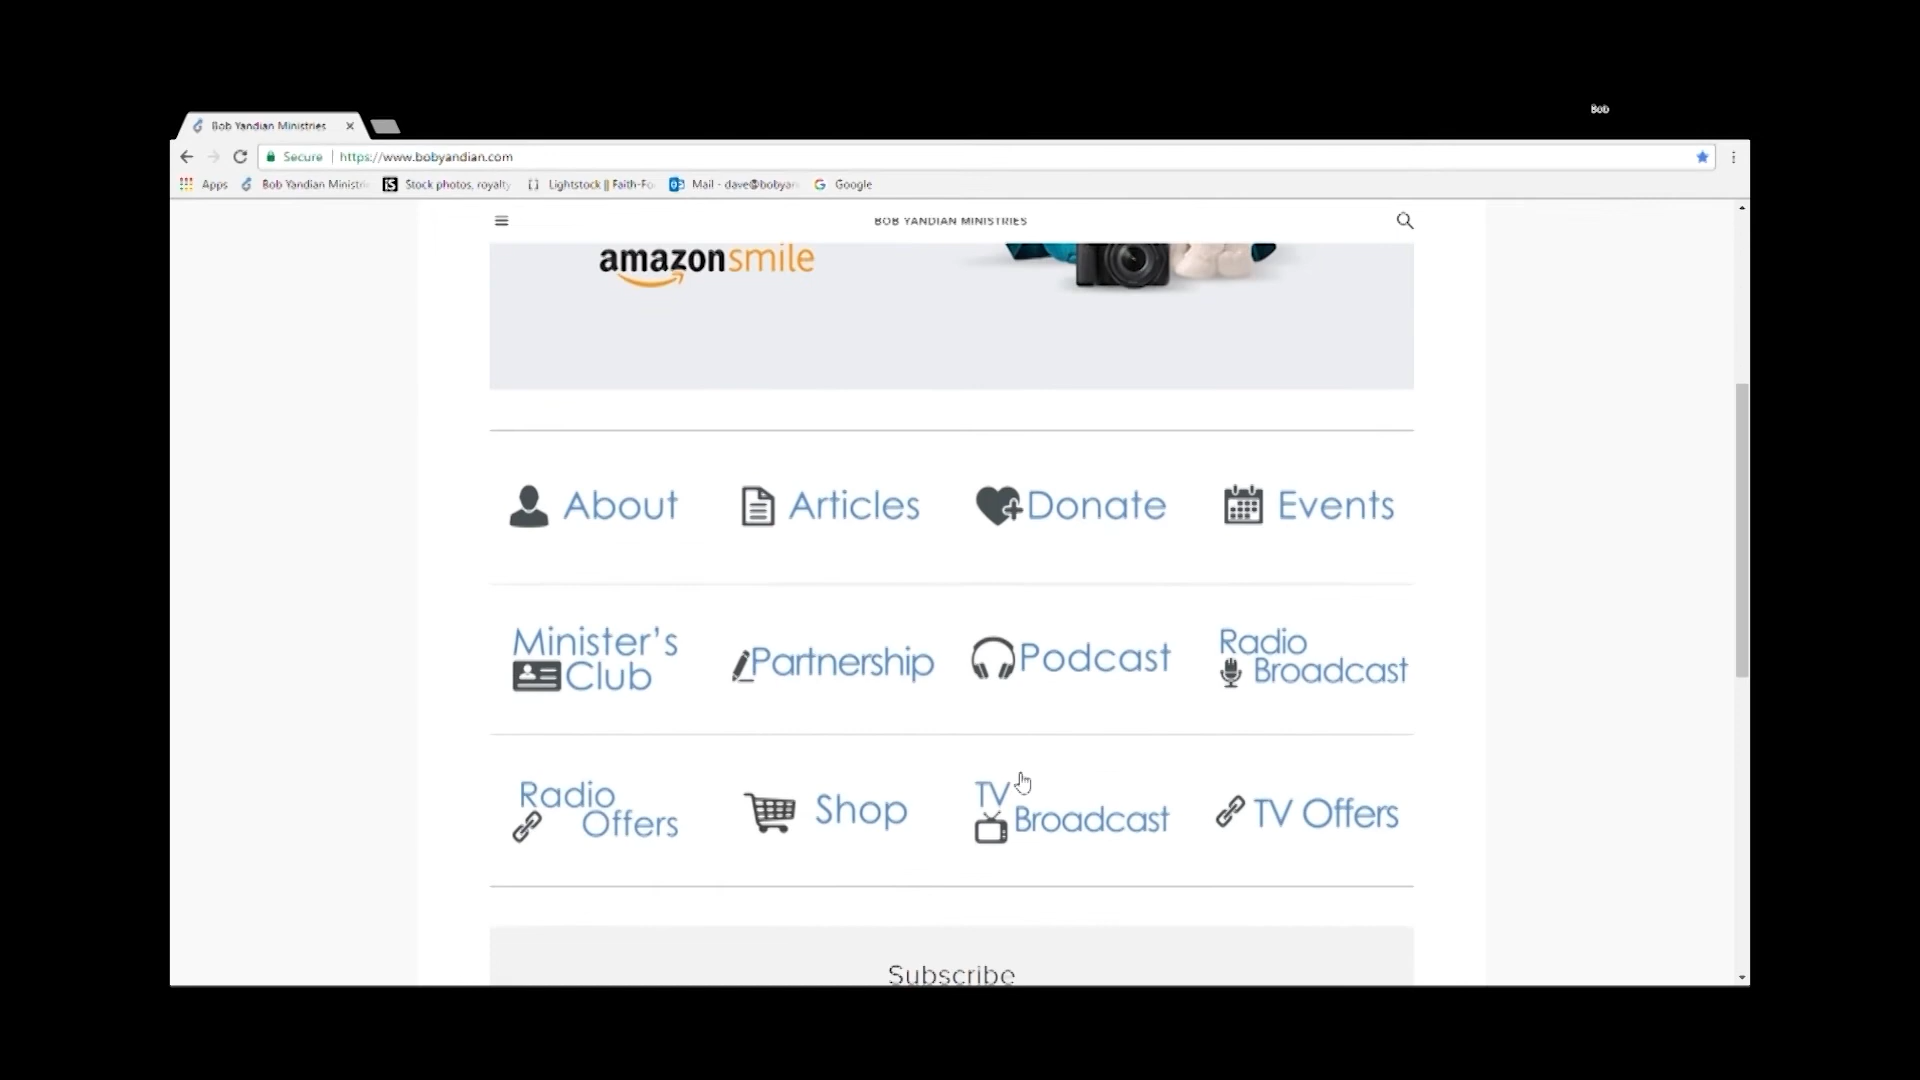 Bob
Bob Yandian Ministries
Secure https://www.bobyandian.com
Apps Bob Yandian Ministri Stock photos, royalty Lightstock || Faith-Fo Mail - dave@bobyan Google
BOB YANDIAN MINISTRIES
amazonsmile
About Articles Donate Events
Minister's
Club
Partnership
Podcast
Radio
Broadcast
Radio
Offers
Shop
TV
Broadcast
TV Offers
Subscribe